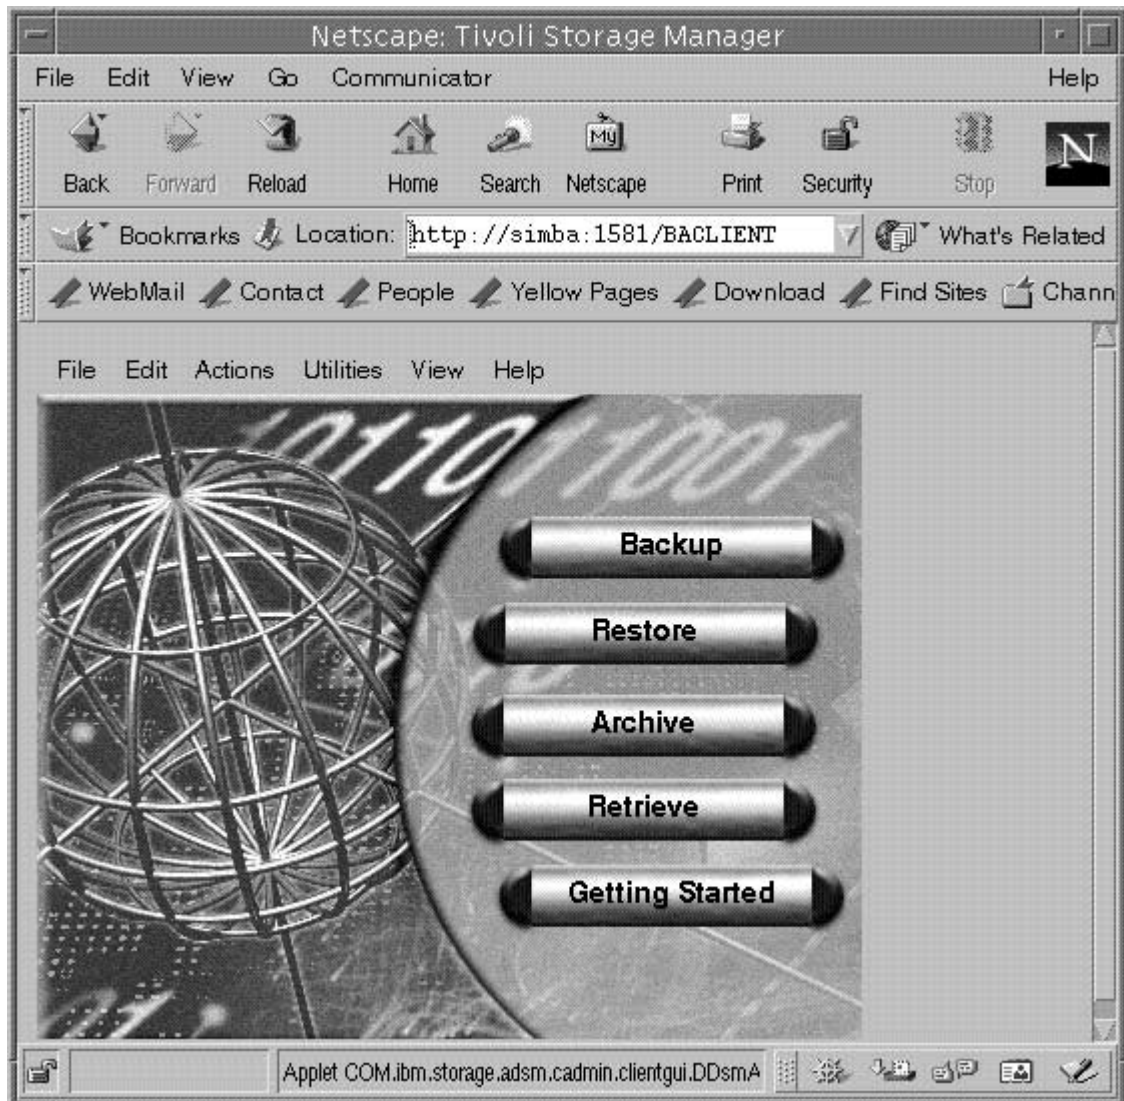 Netscape: Tivoli Storage Manager
File Edit View Go Communicator Help
My
N
Back Forward Reload Home Search Netscape Print Security Stop
Bookmarks Location: http://simba:1581/BACLIENT What's Related
WebMail Contact People Yellow Pages Download Find Sites Chann
File Edit Actions Utilities View Help
101101011001
Backup
Restore
Archive
Retrieve
Getting Started
Applet COM.ibm.storage.adsm.cadmin.clientgui.DDsmA